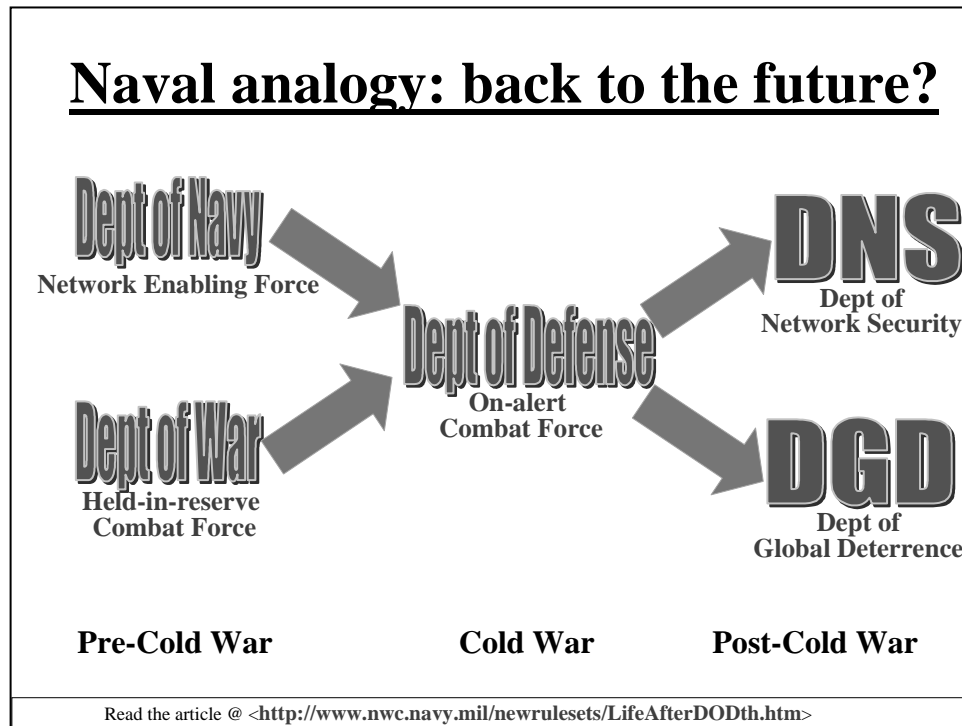 Naval analogy: back to the future?
Dept of Navy
Network Enabling Force
Dept of War
Held-in-reserve
Combat Force
Dept of Defense
On-alert
Combat Force
DNS
Dept of
Network Security
DGD
Dept of
Global Deterrence
Pre-Cold War
Cold War
Post-Cold War
Read the article @ <http://www.nwc.navy.mil/newrulesets/LifeAfterDODth.htm>